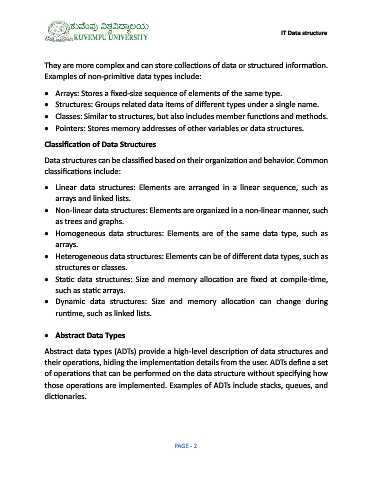 ಕುವೆಂಪು ವಿಶ್ವವಿದ್ಯಾಲಯ
KUVEMPU UNIVERSITY
IT Data structure
They are more complex and can store collections of data or structured information.
Examples of non-primitive data types include:
• Arrays: Stores a fixed-size sequence of elements of the same type.
• Structures: Groups related data items of different types under a single name.
• Classes: Similar to structures, but also includes member functions and methods.
• Pointers: Stores memory addresses of other variables or data structures.
Classification of Data Structures
Data structures can be classified based on their organization and behavior. Common
classifications include:
• Linear data structures: Elements are arranged in a linear sequence, such as
arrays and linked lists.
• Non-linear data structures: Elements are organized in a non-linear manner, such
as trees and graphs.
• Homogeneous data structures: Elements are of the same data type, such as
arrays.
• Heterogeneous data structures: Elements can be of different data types, such as
structures or classes.
• Static data structures: Size and memory allocation are fixed at compile-time,
such as static arrays.
• Dynamic data structures: Size and memory allocation can change during
runtime, such as linked lists.
• Abstract Data Types
Abstract data types (ADTs) provide a high-level description of data structures and
their operations, hiding the implementation details from the user. ADTs define a set
of operations that can be performed on the data structure without specifying how
those operations are implemented. Examples of ADTs include stacks, queues, and
dictionaries.
PAGE - 2